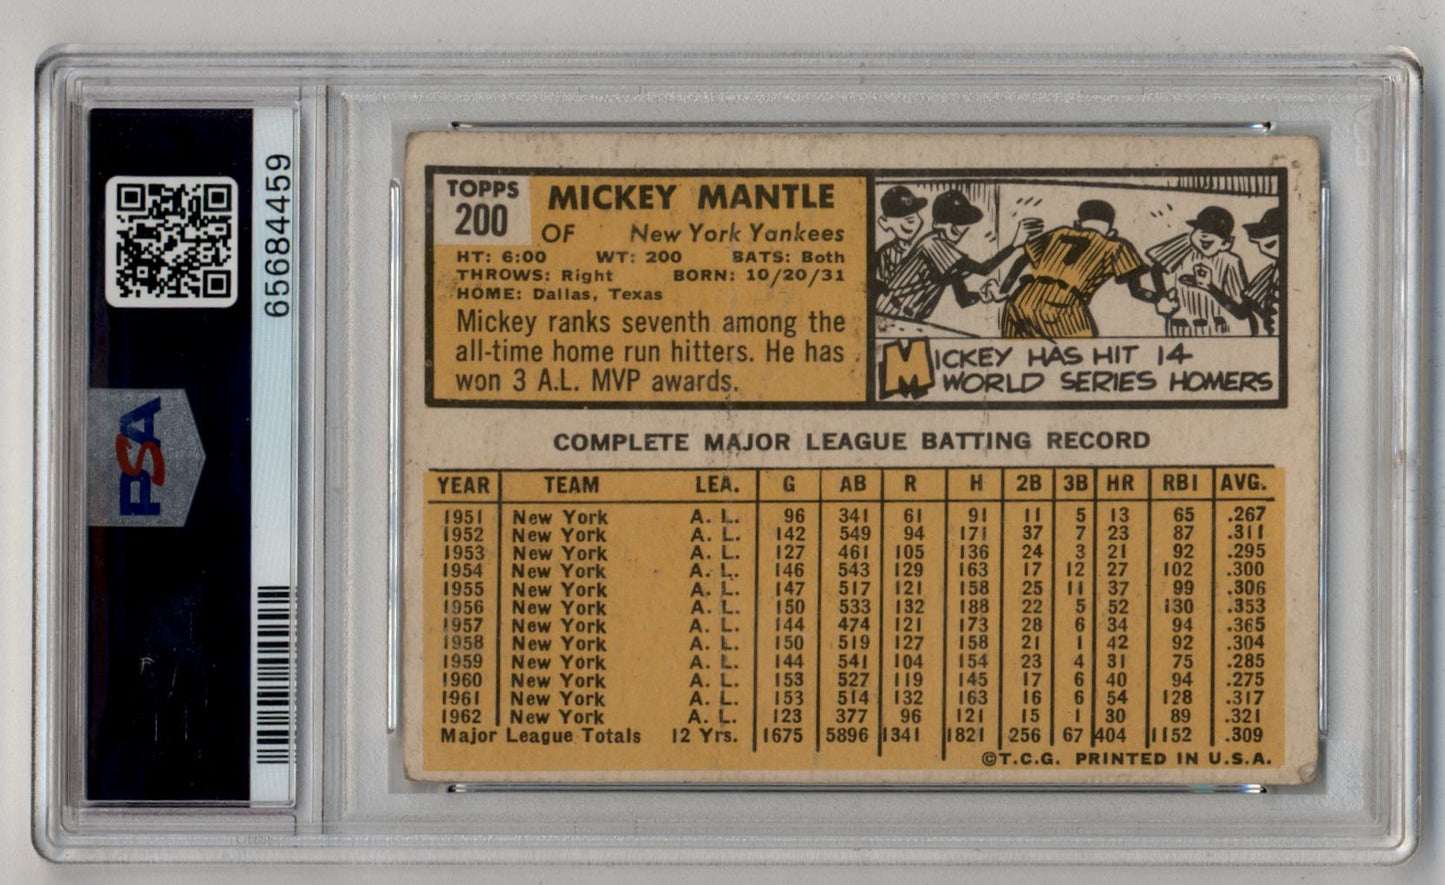 65684459
PSA
TOPPS
200
MICKEY MANTLE
OF New York Yankees
HT: 6:00 WT: 200 BATS: Both
THROWS: Right BORN: 10/20/31
HOME: Dallas, Texas
Mickey ranks seventh among the
all-time home run hitters. He has
won 3 A.L. MVP awards.
7
MICKEY HAS HIT 14
WORLD SERIES HOMERS
COMPLETE MAJOR LEAGUE BATTING RECORD
YEAR TEAM LEA. G AB R H 2B 3B HR RBI AVG.
1951 New York A. L. 96 341 61 91 11 5 13 65 .267
1952 New York A. L. 142 549 94 171 37 7 23 87 .311
1953 New York A. L. 127 461 105 136 24 3 21 92 .295
1954 New York A. L. 146 543 129 163 17 12 27 102 .300
1955 New York A. L. 147 517 121 158 25 11 37 99 .306
1956 New York A. L. 150 533 132 188 22 5 52 130 .353
1957 New York A. L. 144 474 121 173 28 6 34 94 .365
1958 New York A. L. 150 519 127 158 21 1 42 92 .304
1959 New York A. L. 144 541 104 154 23 4 31 75 .285
1960 New York A. L. 153 527 119 145 17 6 40 94 .275
1961 New York A. L. 153 514 132 163 16 6 54 128 .317
1962 New York A. L. 123 377 96 121 15 1 30 89 .321
Major League Totals 12 Yrs. 1675 5896 1341 1821 256 67 404 1152 .309
©T.C.G. PRINTED IN U.S.A.